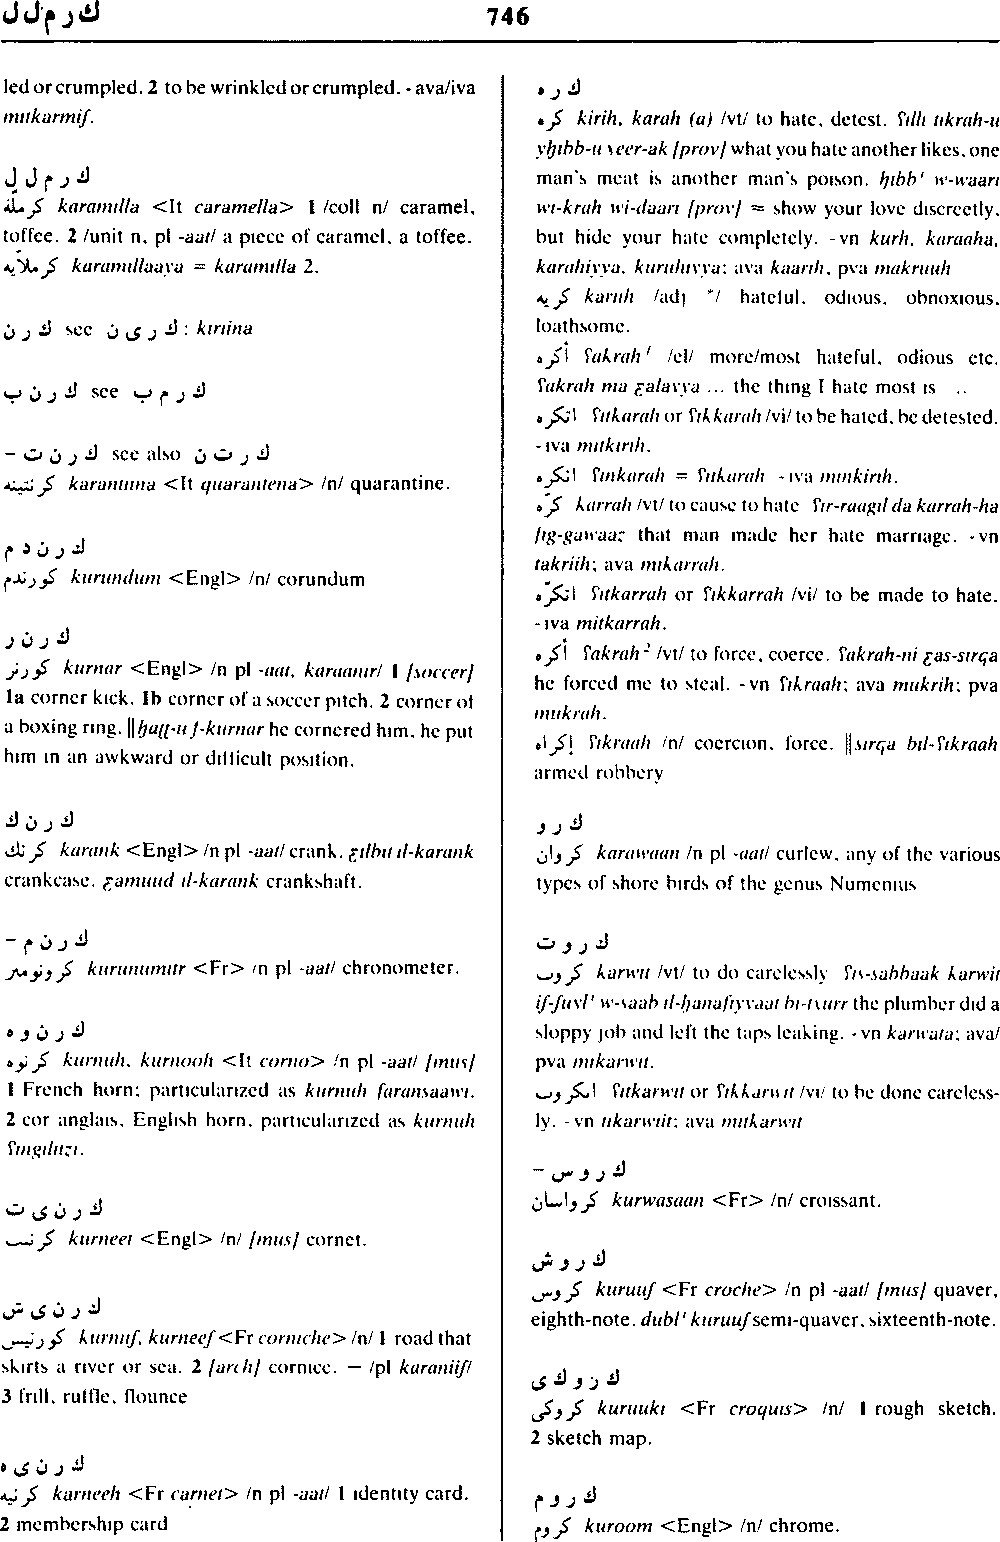 ك ر م ل ل
746
led or crumpled. 2 to be wrinkled or crumpled. - ava/iva
mitkarmiʃ.
ك ر م ل ل
كرملّة karamilla <It caramella> 1 /coll n/ caramel,
toffee. 2 /unit n, pl -aat/ a piece of caramel, a toffee.
كرملّايه karamillaaya = karamilla 2.
ك ر ن see ك ر ى ن : kiriina
ك ر ن ب see ك ر م ب
ك ر ن ت – see also ك ر ت ن
كرنتينه karantiina <It quarantena> /n/ quarantine.
ك ر ن د م
كورندم kurundum <Engl> /n/ corundum
ك ر ن ر
كورنر kurnar <Engl> /n pl -aat, karaanir/ 1 [soccer]
1a corner kick. 1b corner of a soccer pitch. 2 corner of
a boxing ring. ‖ḥaṭṭ-u f-kurnar he cornered him, he put
him in an awkward or difficult position.
ك ر ن ك
كرنك karank <Engl> /n pl -aat/ crank. ɛilbit il-karank
crankcase. ɛamuud il-karank crankshaft.
ك ر ن م –
كرونومتر kurunumitr <Fr> /n pl -aat/ chronometer.
ك ر ن و ه
كرنوه kurnuh, kurnooh <It corno> /n pl -aat/ [mus]
1 French horn; particularized as kurnuh faransaawi.
2 cor anglais, English horn, particularized as kurnuh
ʕingiliizi.
ك ر ن ى ت
كرنيت kurneet <Engl> /n/ [mus] cornet.
ك ر ن ى ش
كورنيش kurniʃ, kurneeʃ <Fr corniche> /n/ 1 road that
skirts a river or sea. 2 [arch] cornice. — /pl karaniiʃ/
3 frill, ruffle, flounce
ك ر ن ى ه
كرنيه karneeh <Fr carnet> /n pl -aat/ 1 identity card.
2 membership card
ك ر ه
كره kirih, karah (a) /vt/ to hate, detest. ʕilli tikrah-u
yḥibb-u ɣeer-ak [prov] what you hate another likes, one
man's meat is another man's poison. ḥibb' w-waari
wi-krah wi-daari [prov] = show your love discreetly,
but hide your hate completely. -vn kurh, karaaha,
karahiyya, kuruhiyya; ava kaarih, pva makruuh
كريه kariih /adj */ hateful, odious, obnoxious,
loathsome.
أكره ʕakrah¹ /el/ more/most hateful, odious etc.
ʕakrah ma ɛalayya ... the thing I hate most is ..
اتكره ʕitkarah or ʕikkarah /vi/ to be hated, be detested.
-iva mitkirih.
انكره ʕinkarah = ʕitkarah -iva minkirih.
كرّه karrah /vt/ to cause to hate ʕir-raagil da karrah-ha
ʃig-gawaaz that man made her hate marriage. -vn
takriih; ava mikarrah.
اتكرّه ʕitkarrah or ʕikkarrah /vi/ to be made to hate.
-iva mitkarrah.
أكره ʕakrah² /vt/ to force, coerce. ʕakrah-ni ɛas-sirqa
he forced me to steal. -vn ʕikraah; ava mukrih; pva
mukrah.
إكراه ʕikraah /n/ coercion, force. ‖sirqa bil-ʕikraah
armed robbery
ك ر و
كروان karawaan /n pl -aat/ curlew, any of the various
types of shore birds of the genus Numenius
ك ر و ت
كروت karwit /vt/ to do carelessly ʕis-sabbaak karwit
iʃ-ʃuɣl' w-saab il-ḥanafiyyaat bi-txurr the plumber did a
sloppy job and left the taps leaking. -vn karwata; ava/
pva mikarwit.
اتكروت ʕitkarwit or ʕikkarwit /vi/ to be done careless-
ly. -vn tikarwiit; ava mitkarwit
ك ر و س –
كرواسان kurwasaan <Fr> /n/ croissant.
ك ر و ش
كروش kuruuʃ <Fr croche> /n pl -aat/ [mus] quaver,
eighth-note. dubl' kuruuʃ semi-quaver, sixteenth-note.
ك ر و ك ى
كروكى kuruuki <Fr croquis> /n/ 1 rough sketch.
2 sketch map.
ك ر و م
كروم kuroom <Engl> /n/ chrome.